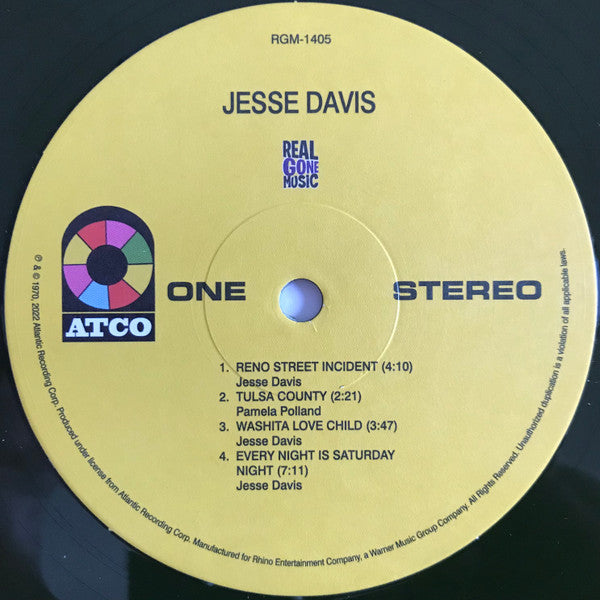 RGM-1405
JESSE DAVIS
REAL
GONE
MUSIC
ATCO
ONE
STEREO
1. RENO STREET INCIDENT (4:10)
Jesse Davis
2. TULSA COUNTY (2:21)
Pamela Polland
3. WASHITA LOVE CHILD (3:47)
Jesse Davis
4. EVERY NIGHT IS SATURDAY
NIGHT (7:11)
Jesse Davis
℗ & © 1970, 2022 Atlantic Recording Corp. Produced under license from Atlantic Recording Corp. Manufactured for Rhino Entertainment Company, a Warner Music Group Company. All Rights Reserved. Unauthorized duplication is a violation of all applicable laws.